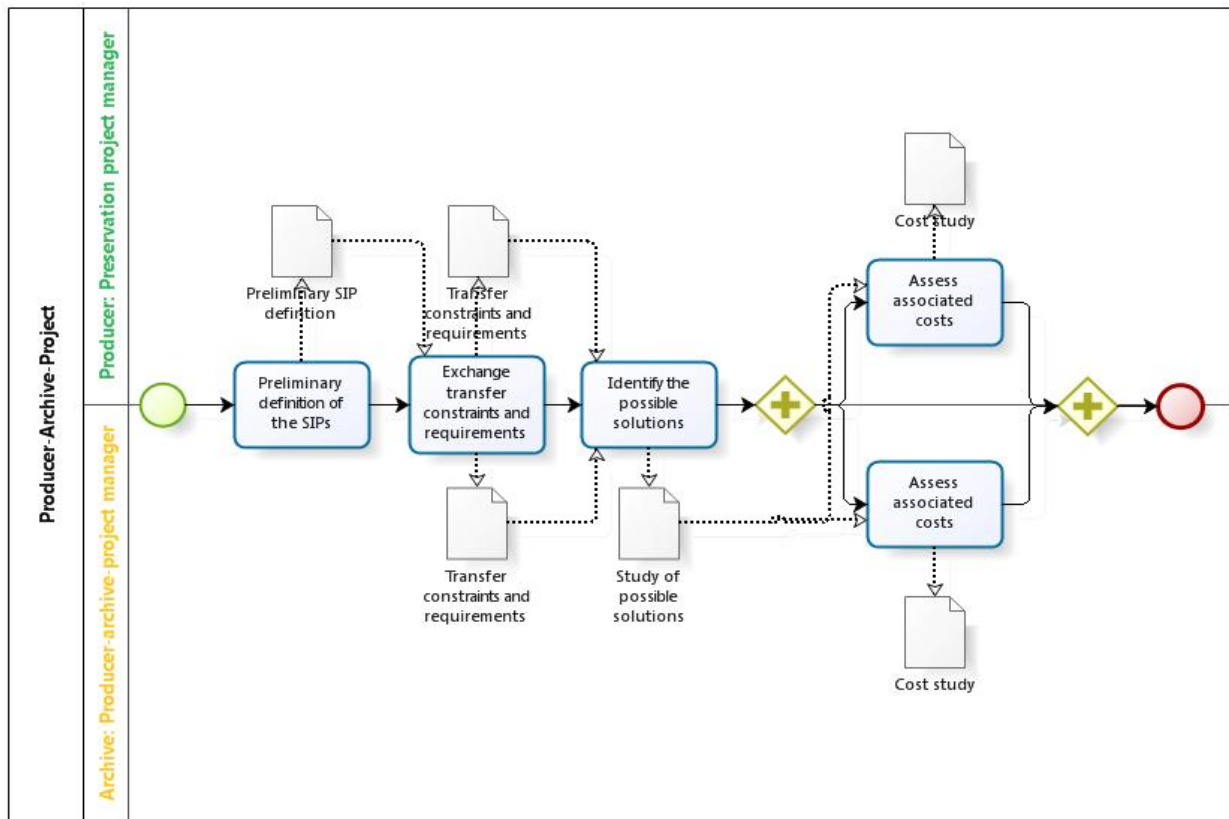 Producer-Archive-Project
Producer: Preservation project manager
Archive: Producer-archive-project manager
Preliminary SIP
definition
Transfer
constraints and
requirements
Cost study
Preliminary
definition of
the SIPs
Exchange
transfer
constraints and
requirements
Identify the
possible
solutions
Assess
associated
costs
Assess
associated
costs
Transfer
constraints and
requirements
Study of
possible
solutions
Cost study